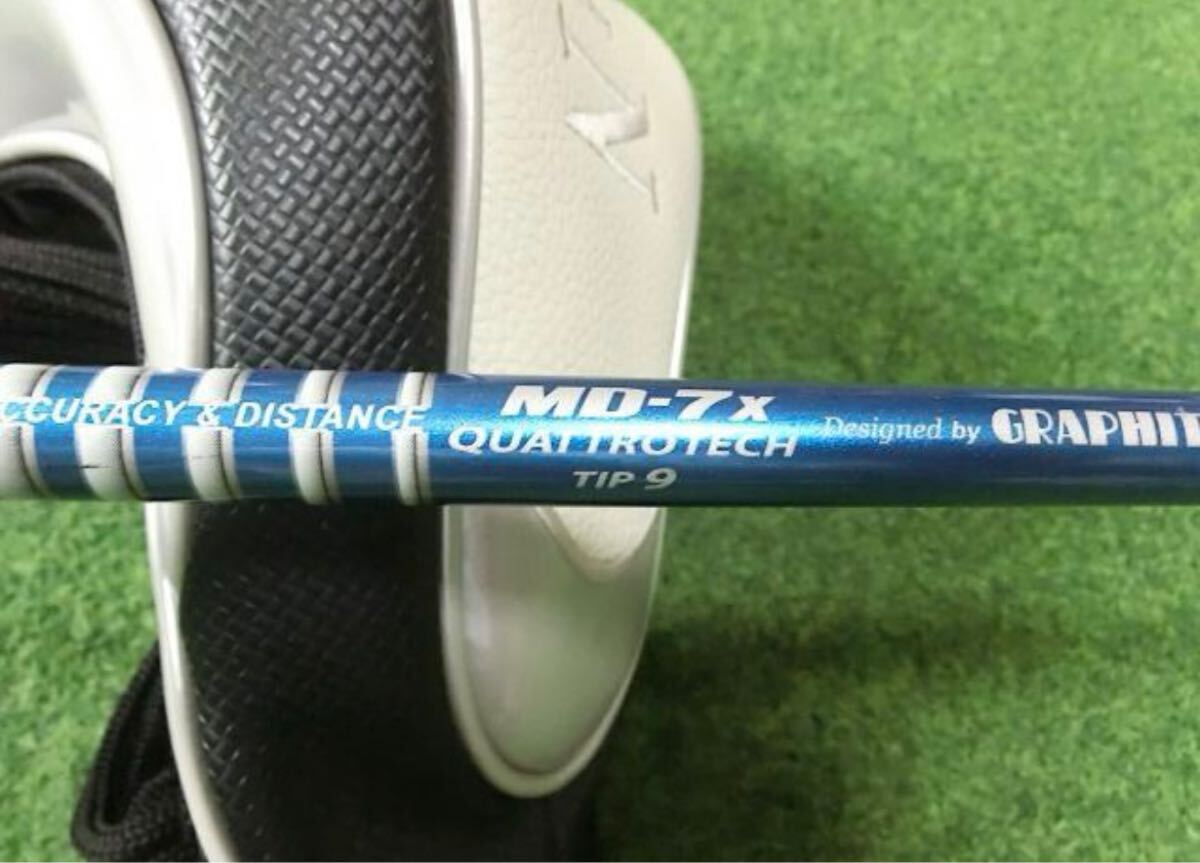 CCURACY & DISTANCE
MD-7x
QUATTROTECH
TIP 9
Designed by GRAPHIT